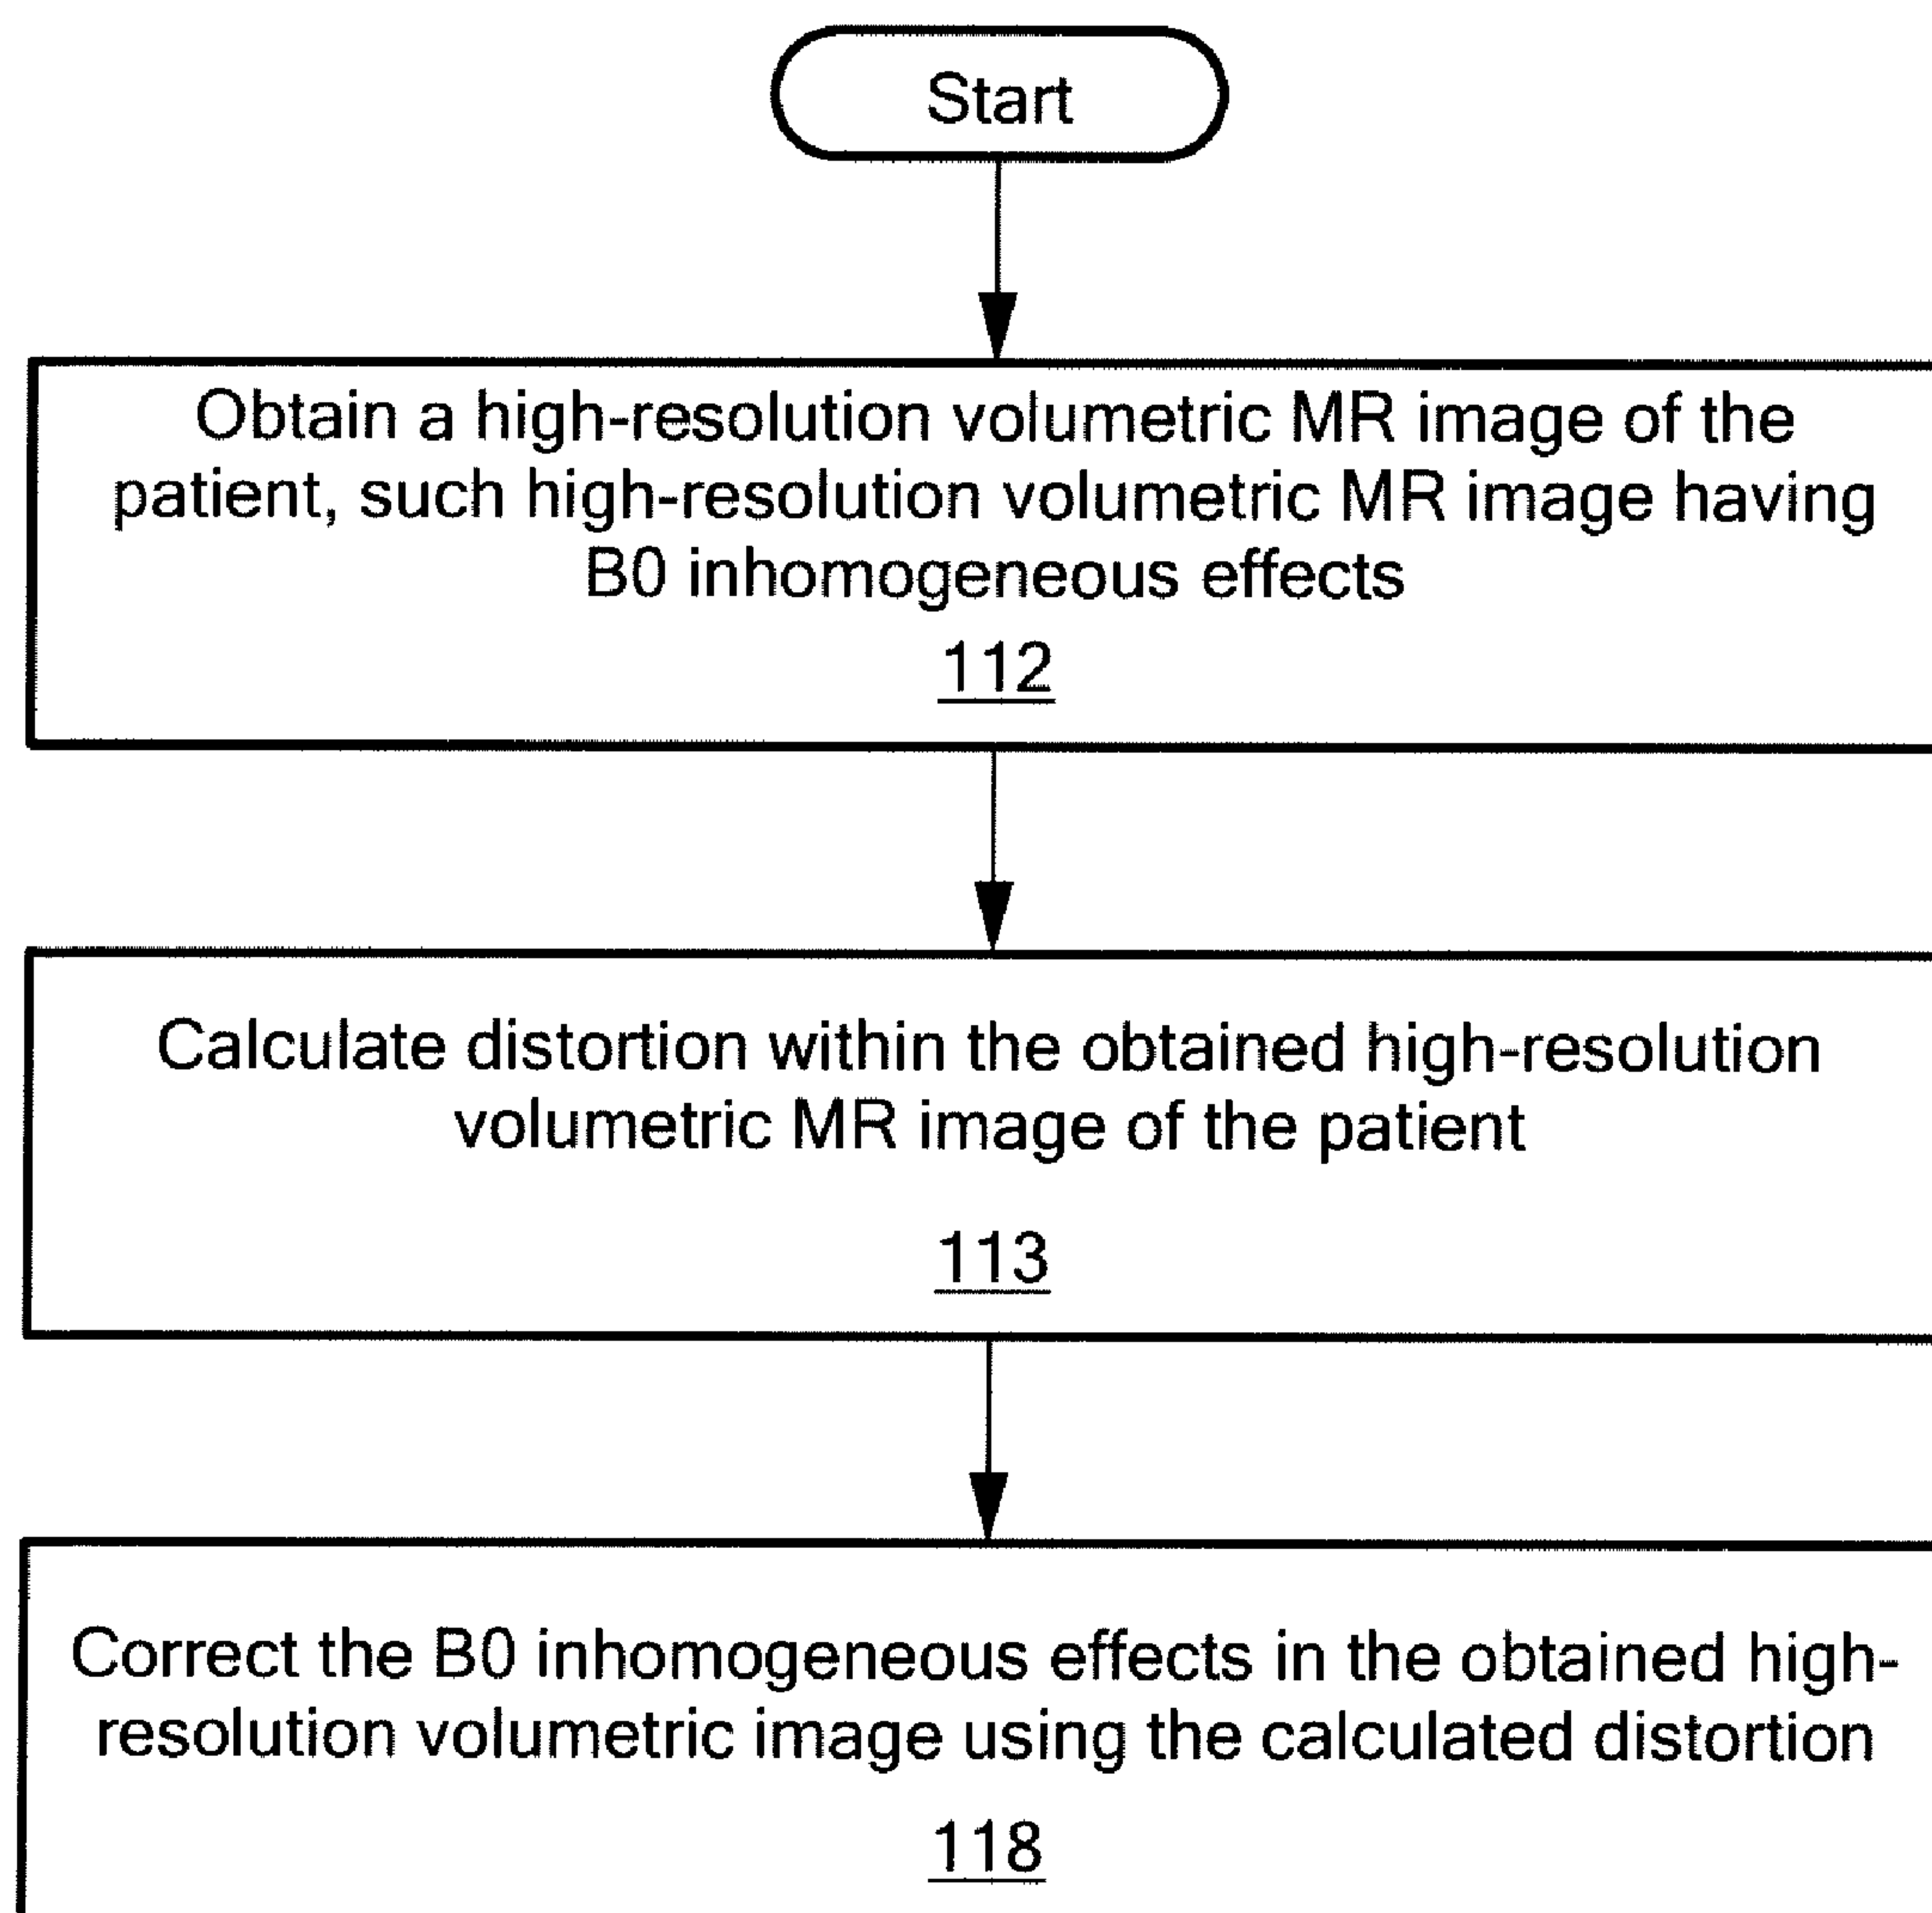 Start
Obtain a high-resolution volumetric MR image of the
patient, such high-resolution volumetric MR image having
B0 inhomogeneous effects
112
Calculate distortion within the obtained high-resolution
volumetric MR image of the patient
113
Correct the B0 inhomogeneous effects in the obtained high-
resolution volumetric image using the calculated distortion
118